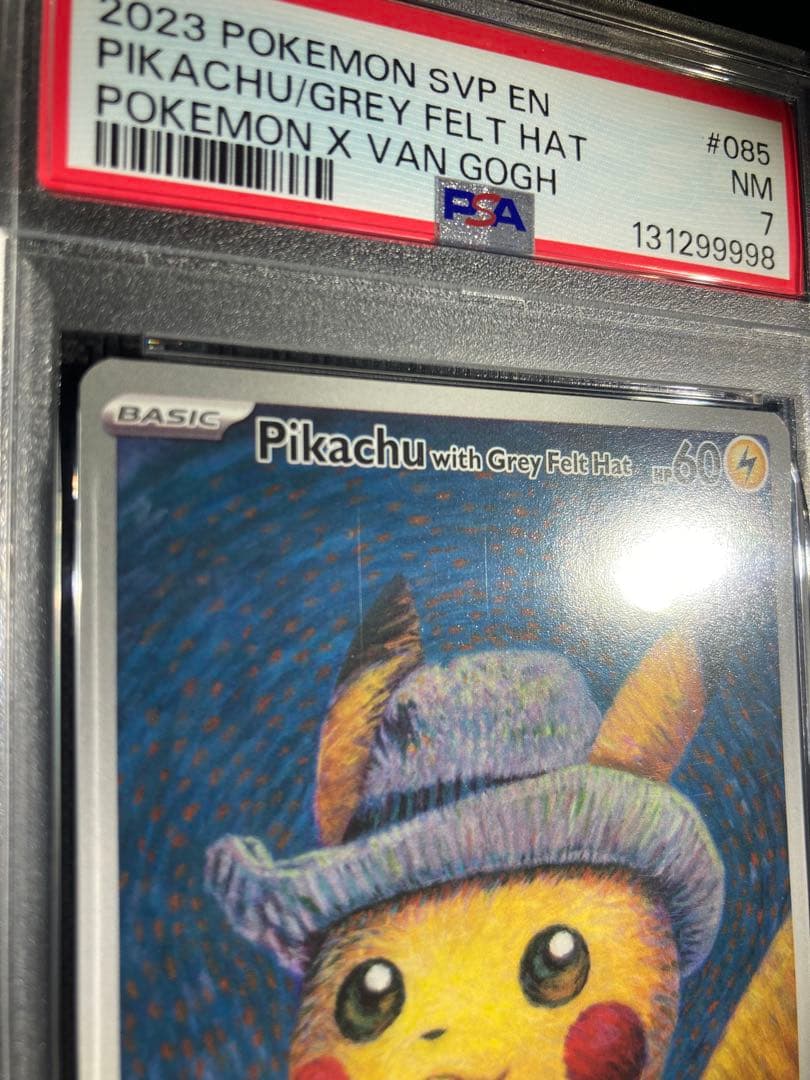 2023 POKEMON SVP EN
PIKACHU/GREY FELT HAT
POKEMON X VAN GOGH
#085
NM
7
131299998
PSA
BASIC
Pikachu with Grey Felt Hat HP 60